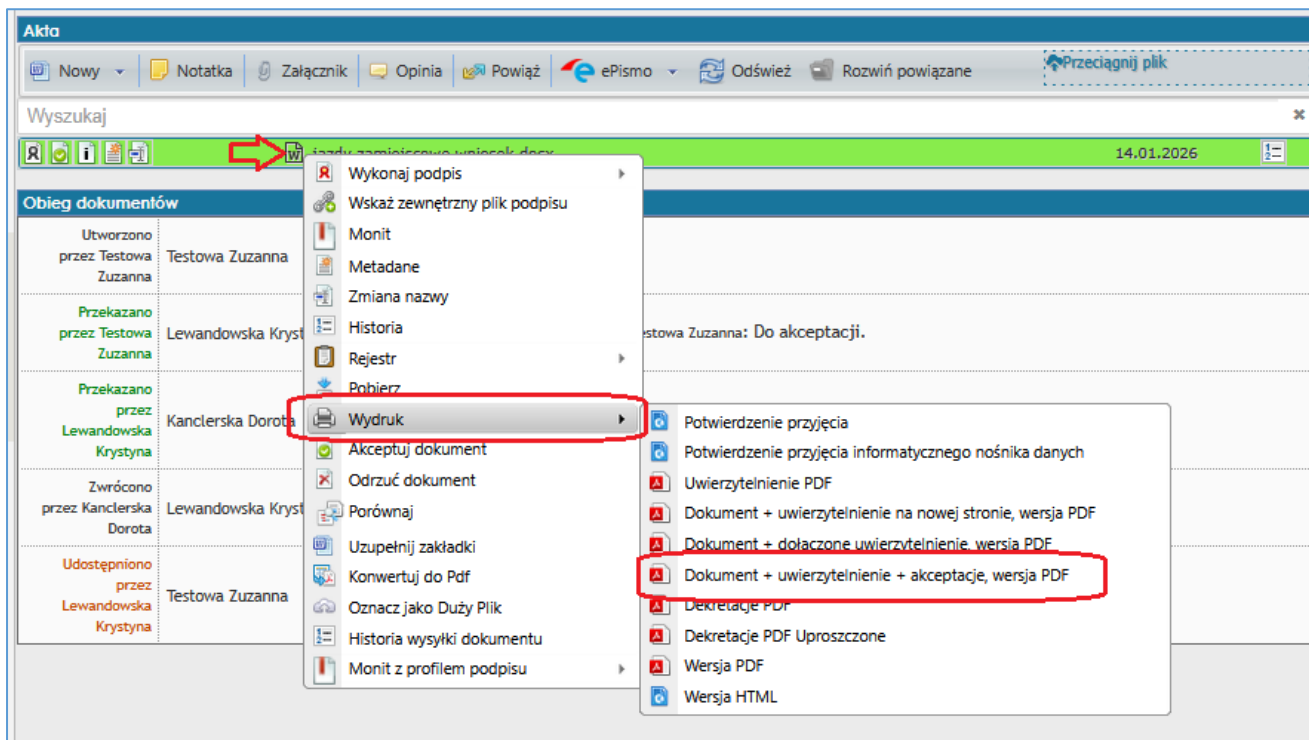 Akta
Nowy Notatka Załącznik Opinia Powiąż ePismo Odśwież Rozwiń powiązane Przeciągnij plik
Wyszukaj
jazdy zamiejscowe wniosek.docx 14.01.2026
Obieg dokumentów
Utworzono
przez Testowa
Zuzanna
Testowa Zuzanna
Przekazano
przez Testowa
Zuzanna
Lewandowska Kryst
estowa Zuzanna: Do akceptacji.
Przekazano
przez
Lewandowska
Krystyna
Kanclerska Dorota
Zwrócono
przez Kanclerska
Dorota
Lewandowska Kryst
Udostępniono
przez
Lewandowska
Krystyna
Testowa Zuzanna
Wykonaj podpis
Wskaż zewnętrzny plik podpisu
Monit
Metadane
Zmiana nazwy
Historia
Rejestr
Pobierz
Wydruk
Akceptuj dokument
Odrzuć dokument
Porównaj
Uzupełnij zakładki
Konwertuj do Pdf
Oznacz jako Duży Plik
Historia wysyłki dokumentu
Monit z profilem podpisu
Potwierdzenie przyjęcia
Potwierdzenie przyjęcia informatycznego nośnika danych
Uwierzytelnienie PDF
Dokument + uwierzytelnienie na nowej stronie, wersja PDF
Dokument + dołączone uwierzytelnienie, wersja PDF
Dokument + uwierzytelnienie + akceptacje, wersja PDF
Dekretacje PDF
Dekretacje PDF Uproszczone
Wersja PDF
Wersja HTML